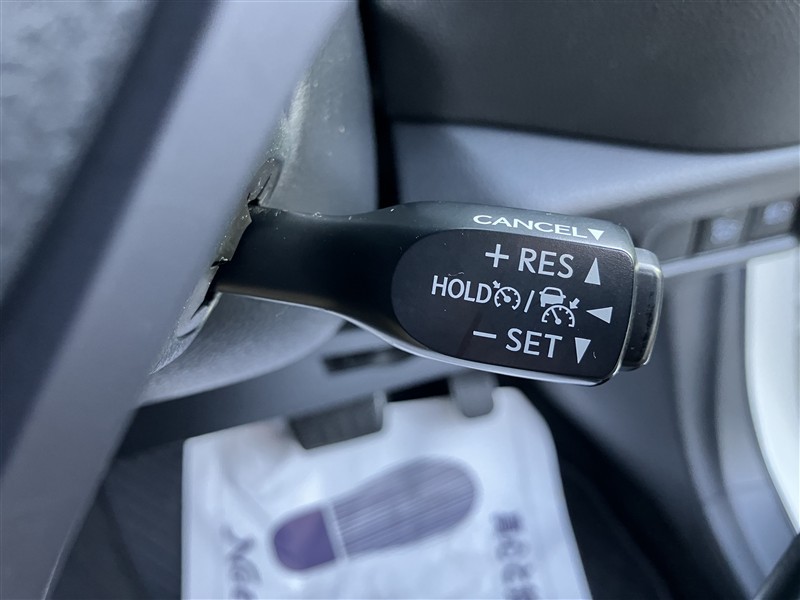 CANCEL▼
+ RES ▲
HOLD / ◀
− SET ▼